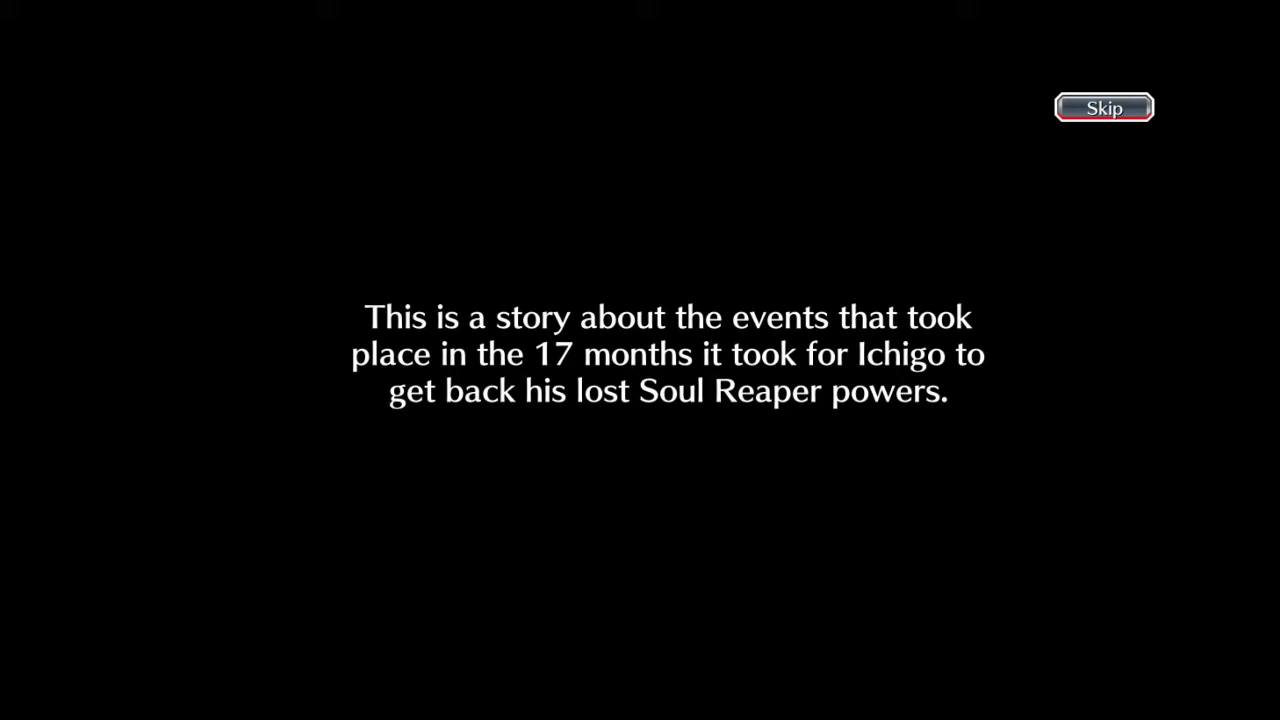 Skip
This is a story about the events that took
place in the 17 months it took for Ichigo to
get back his lost Soul Reaper powers.